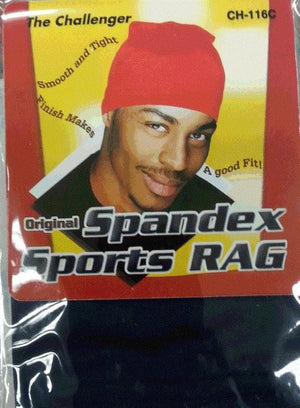 The Challenger
CH-116C
Smooth and Tight
Finish Makes
A good Fit!
Original Spandex
Sports RAG